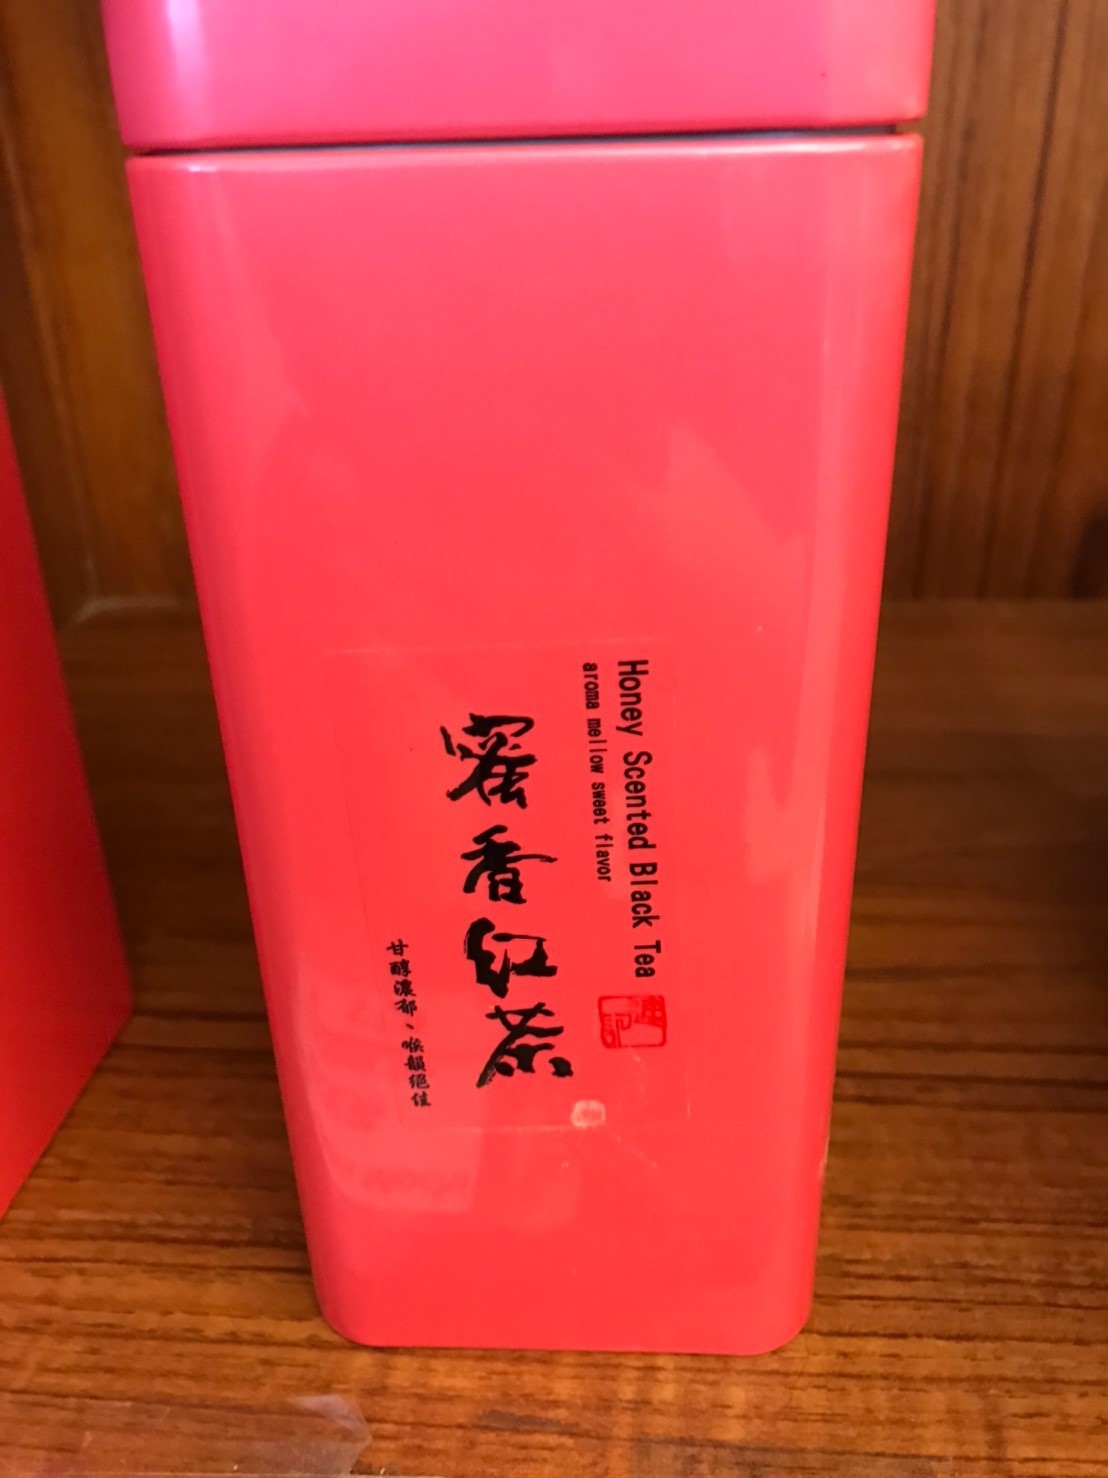 Honey Scented Black Tea
aroma mellow sweet flavor
蜜香紅茶
甘醇濃郁、喉韻絕佳